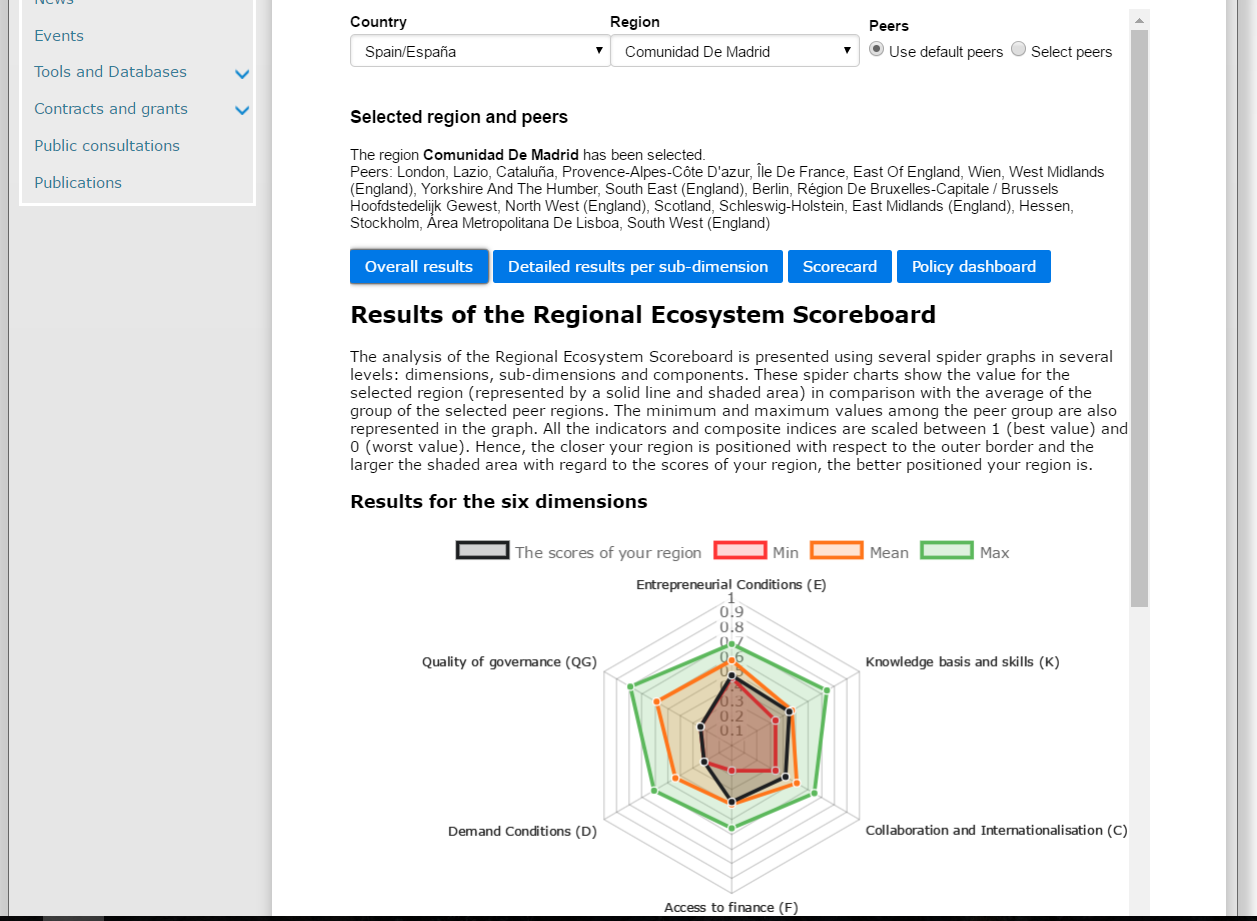 News
Events
Tools and Databases
Contracts and grants
Public consultations
Publications
Country
Region
Peers
Spain/España
Comunidad De Madrid
Use default peers
Select peers
Selected region and peers
The region Comunidad De Madrid has been selected.
Peers: London, Lazio, Cataluña, Provence-Alpes-Côte D'azur, Île De France, East Of England, Wien, West Midlands
(England), Yorkshire And The Humber, South East (England), Berlin, Région De Bruxelles-Capitale / Brussels
Hoofdstedelijk Gewest, North West (England), Scotland, Schleswig-Holstein, East Midlands (England), Hessen,
Stockholm, Área Metropolitana De Lisboa, South West (England)
Overall results
Detailed results per sub-dimension
Scorecard
Policy dashboard
Results of the Regional Ecosystem Scoreboard
The analysis of the Regional Ecosystem Scoreboard is presented using several spider graphs in several
levels: dimensions, sub-dimensions and components. These spider charts show the value for the
selected region (represented by a solid line and shaded area) in comparison with the average of the
group of the selected peer regions. The minimum and maximum values among the peer group are also
represented in the graph. All the indicators and composite indices are scaled between 1 (best value) and
0 (worst value). Hence, the closer your region is positioned with respect to the outer border and the
larger the shaded area with regard to the scores of your region, the better positioned your region is.
Results for the six dimensions
The scores of your region
Min
Mean
Max
Entrepreneurial Conditions (E)
1
0.9
0.8
0.7
0.6
0.5
0.4
0.3
0.2
0.1
Quality of governance (QG)
Knowledge basis and skills (K)
Demand Conditions (D)
Collaboration and Internationalisation (C)
Access to finance (F)